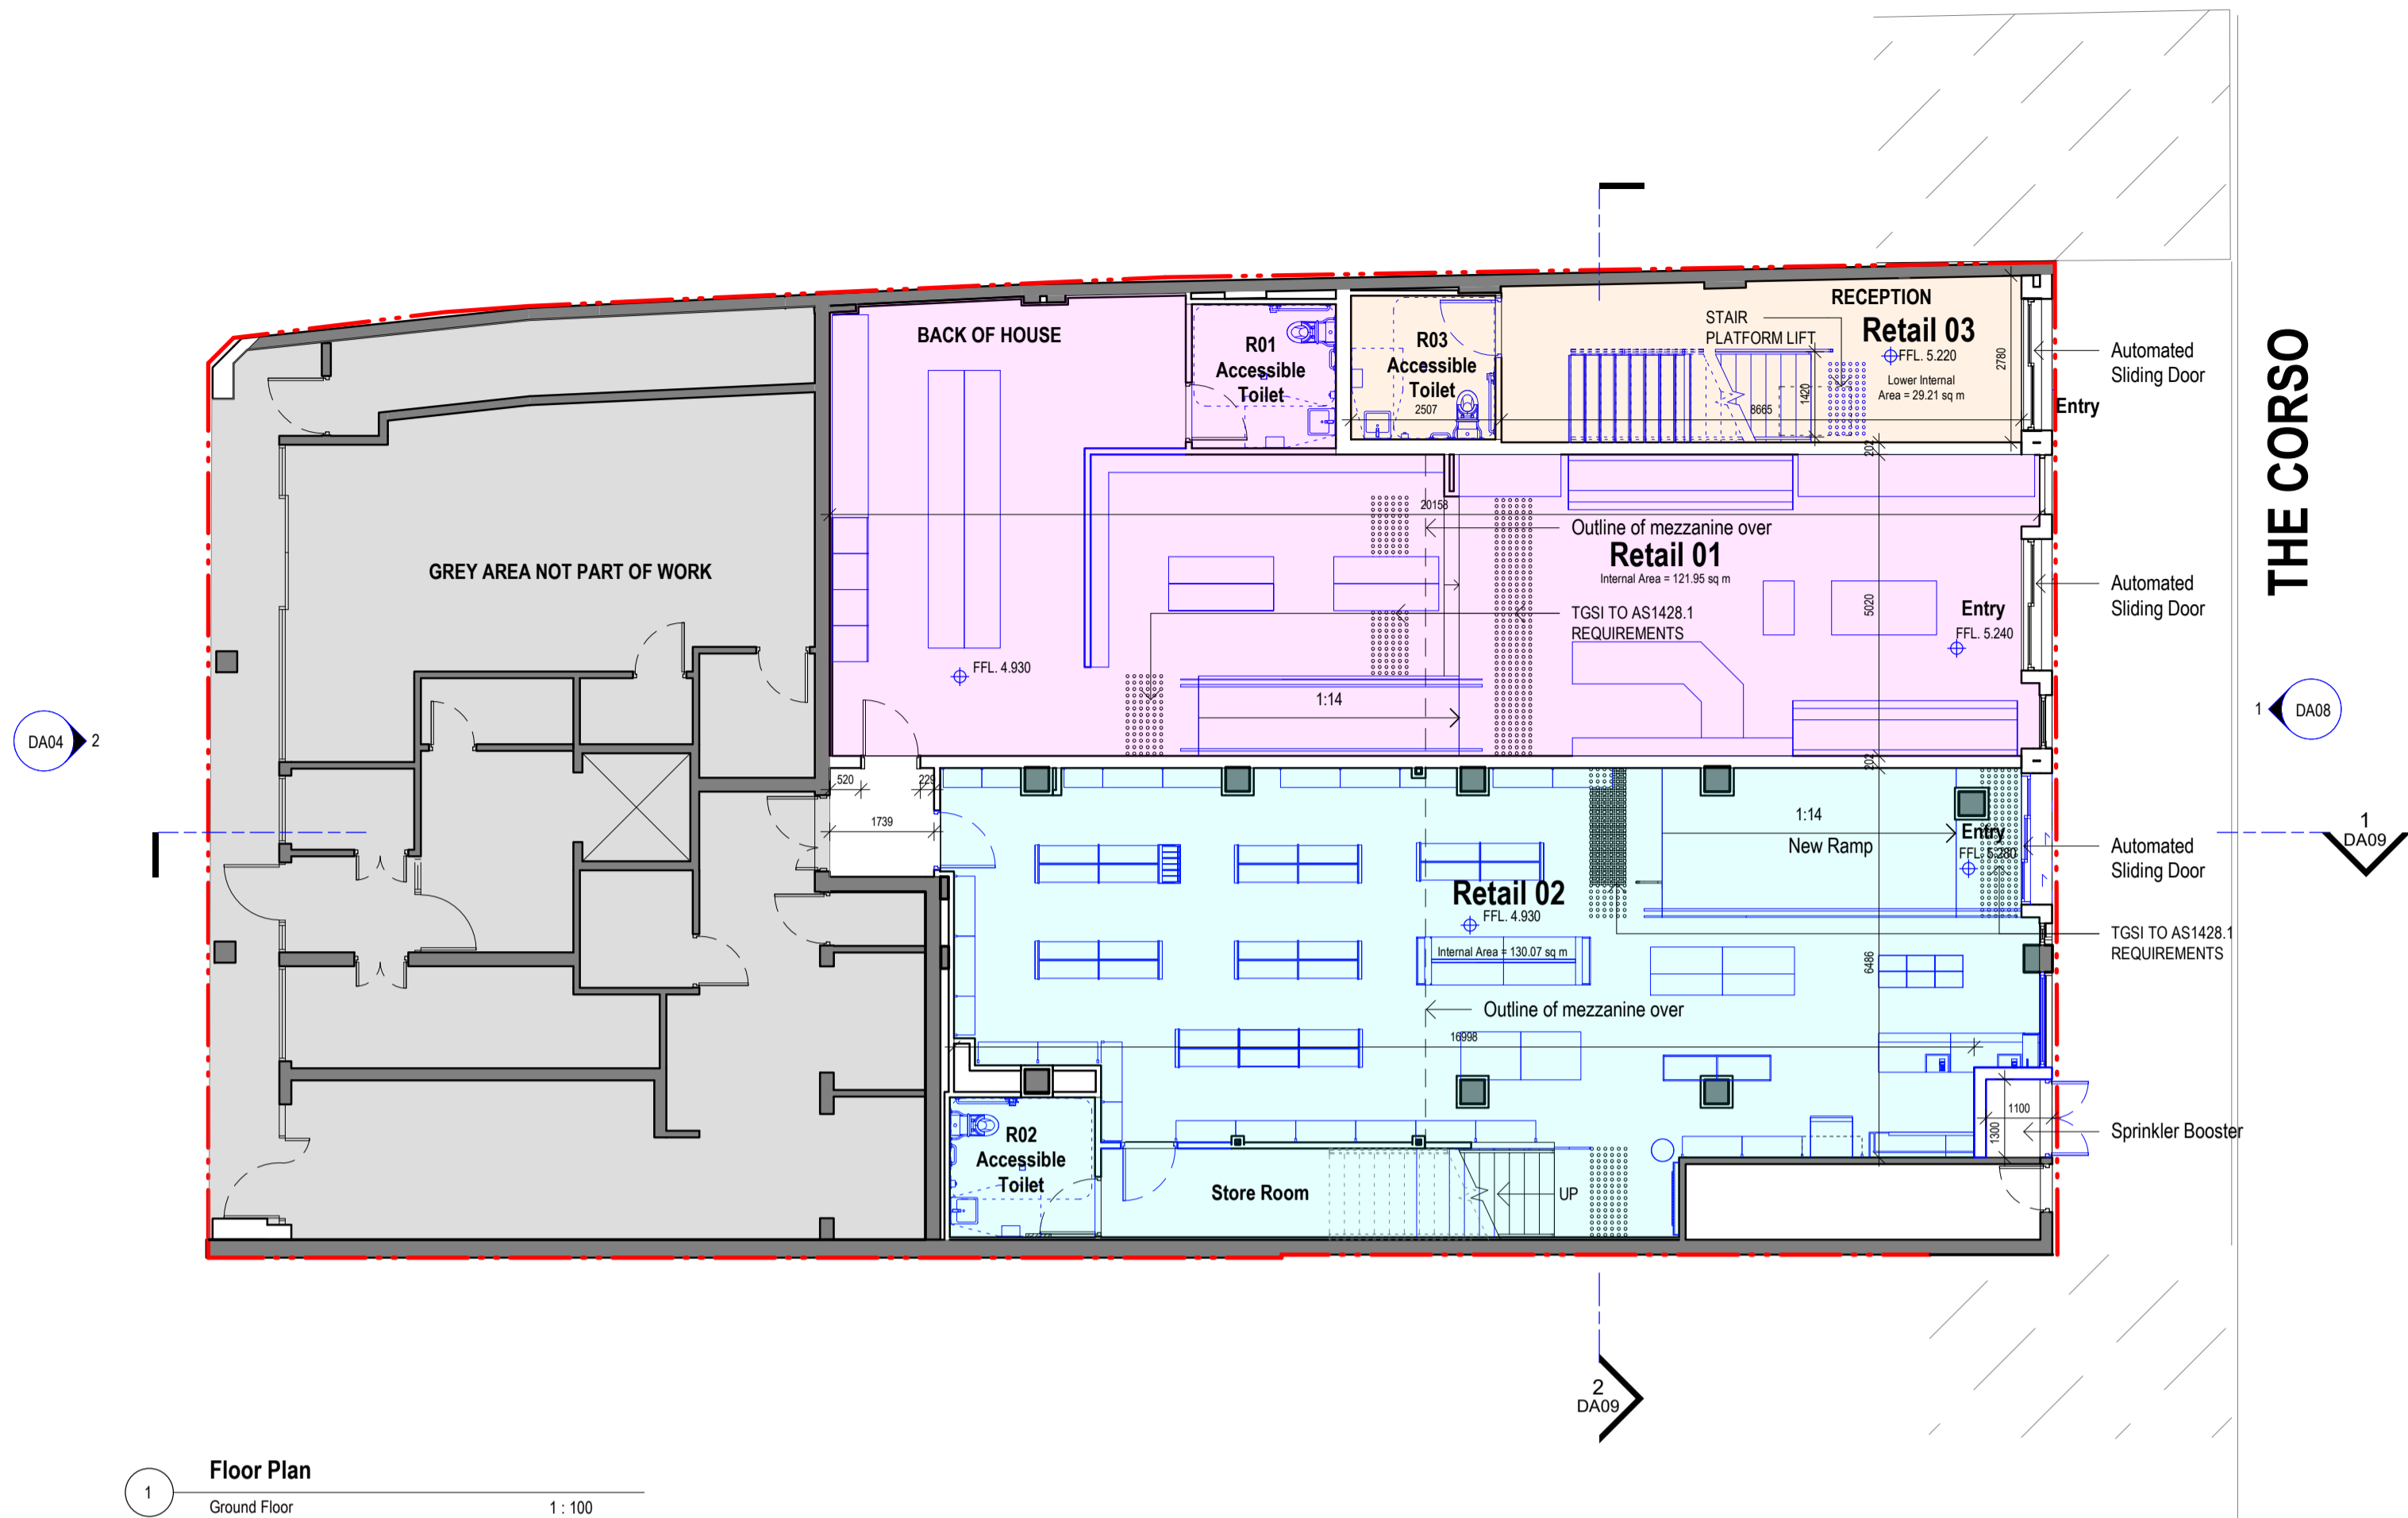 THE CORSO
RECEPTION
Retail 03
FFL. 5.220
Lower Internal
Area = 29.21 sq m
2780
STAIR
PLATFORM LIFT
1420
8665
Automated
Sliding Door
Entry
BACK OF HOUSE
R01
Accessible
Toilet
R03
Accessible
Toilet
2507
202
20158
Outline of mezzanine over
Retail 01
Internal Area = 121.95 sq m
TGSI TO AS1428.1
REQUIREMENTS
5020
Entry
FFL. 5.240
Automated
Sliding Door
GREY AREA NOT PART OF WORK
FFL. 4.930
1:14
DA04
2
1
DA08
202
520
229
1739
1:14
New Ramp
Entry
FFL. 5.280
Automated
Sliding Door
1
DA09
Retail 02
FFL. 4.930
Internal Area = 130.07 sq m
TGSI TO AS1428.1
REQUIREMENTS
6486
Outline of mezzanine over
16998
1100
1300
Sprinkler Booster
R02
Accessible
Toilet
Store Room
UP
2
DA09
1
Floor Plan
Ground Floor
1 : 100